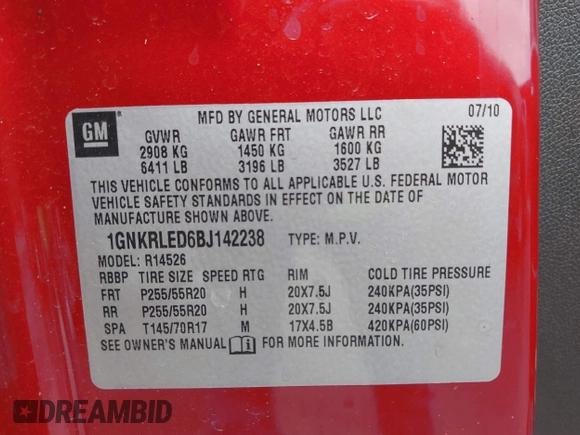 GM
MFD BY GENERAL MOTORS LLC 07/10
GVWR GAWR FRT GAWR RR
2908 KG 1450 KG 1600 KG
6411 LB 3196 LB 3527 LB
THIS VEHICLE CONFORMS TO ALL APPLICABLE U.S. FEDERAL MOTOR
VEHICLE SAFETY STANDARDS IN EFFECT ON THE DATE OF
MANUFACTURE SHOWN ABOVE.
1GNKRLED6BJ142238 TYPE: M.P.V.
MODEL: R14526
RBBP TIRE SIZE SPEED RTG RIM COLD TIRE PRESSURE
FRT P255/55R20 H 20X7.5J 240KPA(35PSI)
RR P255/55R20 H 20X7.5J 240KPA(35PSI)
SPA T145/70R17 M 17X4.5B 420KPA(60PSI)
SEE OWNER'S MANUAL FOR MORE INFORMATION.
DREAMBID